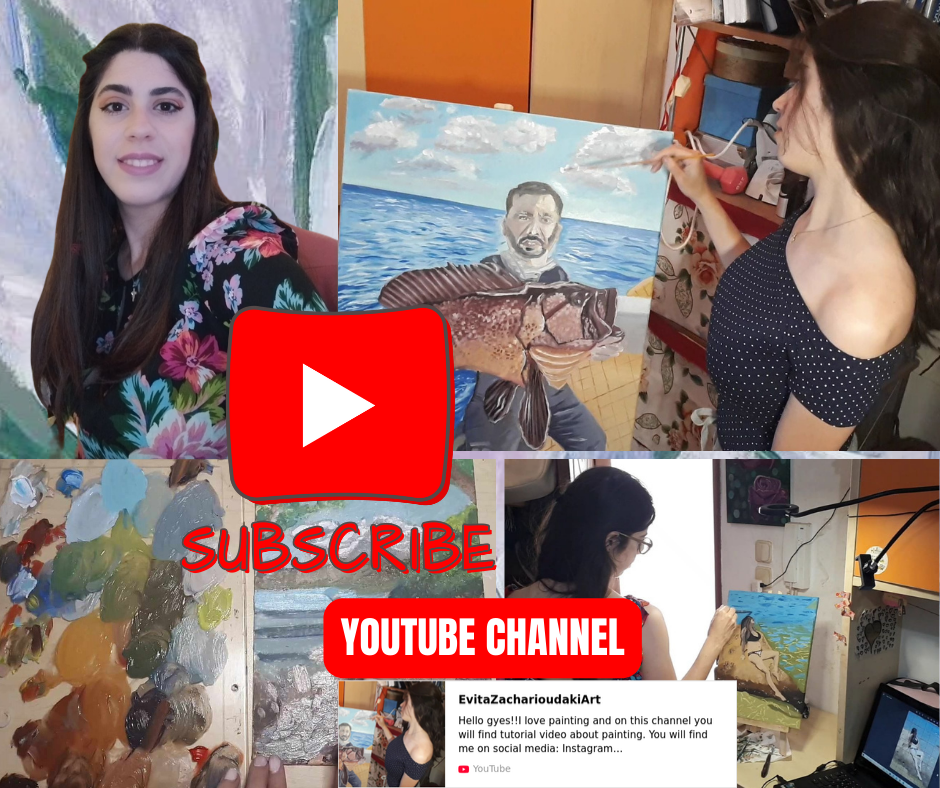 SUBSCRIBE
YOUTUBE CHANNEL
EvitaZacharioudakiArt
Hello gyes!!I love painting and on this channel you
will find tutorial video about painting. You will find
me on social media: Instagram...
YouTube